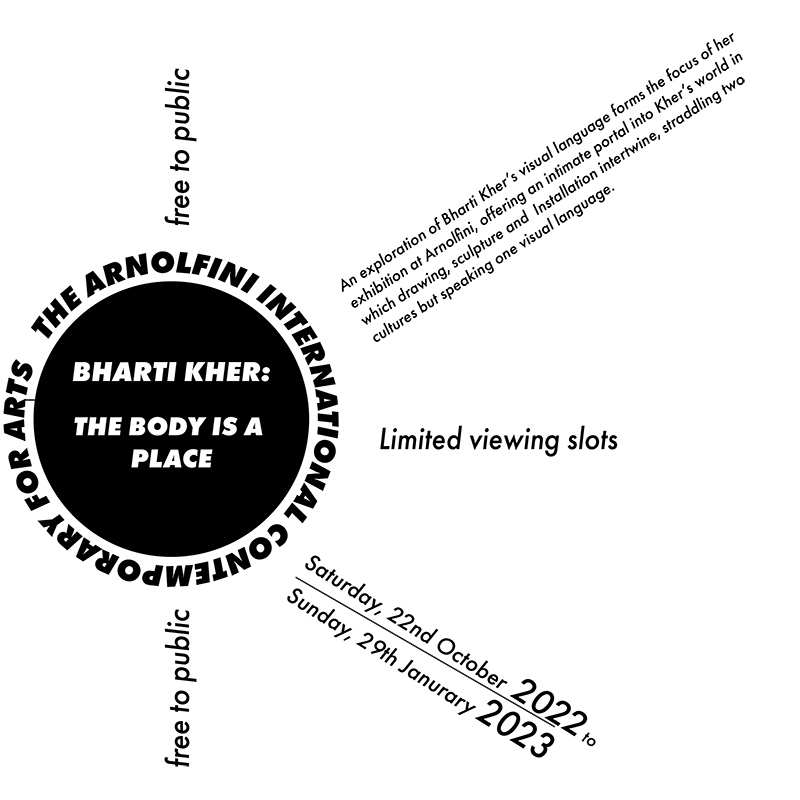 free to public
THE ARNOLFINI INTERNATIONAL CONTEMPORARY FOR ARTS
BHARTI KHER:
THE BODY IS A
PLACE
An exploration of Bharti Kher's visual language forms the focus of her
exhibition at Arnolfini, offering an intimate portal into Kher's world in
which drawing, sculpture and Installation intertwine, straddling two
cultures but speaking one visual language.
Limited viewing slots
Saturday, 22nd October 2022 to
Sunday, 29th Janurary 2023
free to public